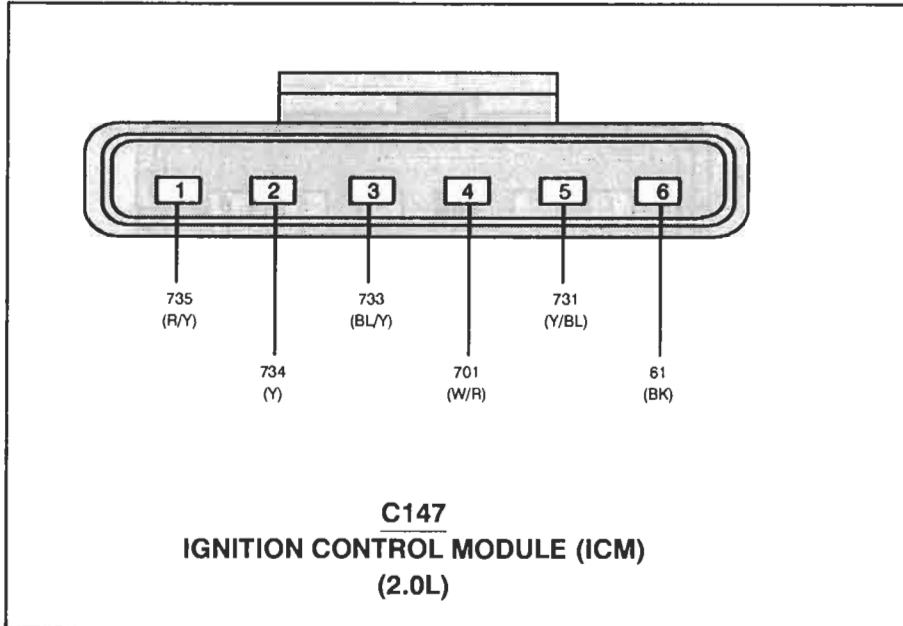 1 2 3 4 5 6
735 733 731
(R/Y) (BL/Y) (Y/BL)
734 701 61
(Y) (W/R) (BK)
C147
IGNITION CONTROL MODULE (ICM)
(2.0L)